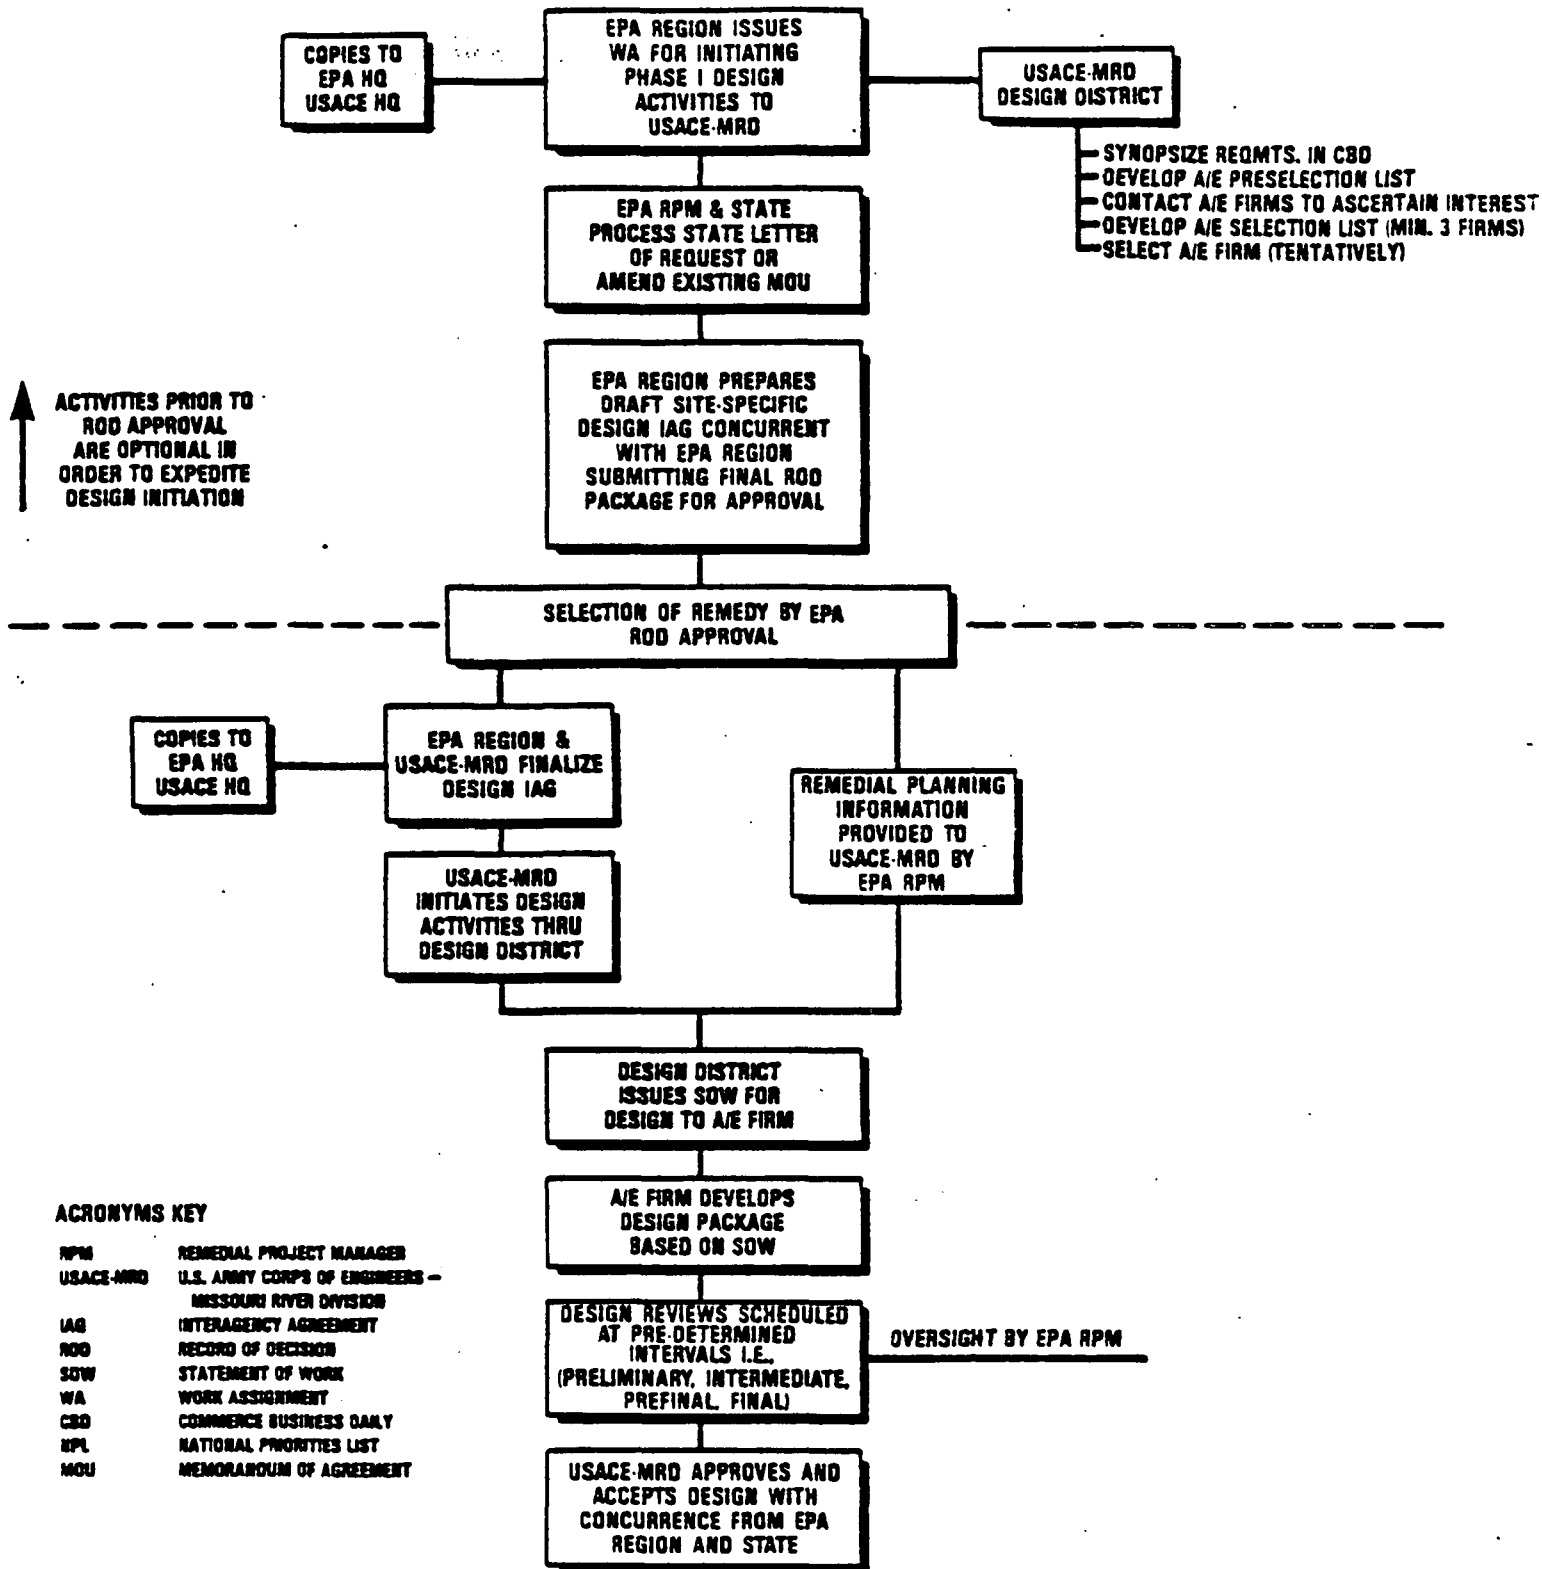 COPIES TO
EPA HQ
USACE HQ
EPA REGION ISSUES
WA FOR INITIATING
PHASE I DESIGN
ACTIVITIES TO
USACE-MRD
USACE-MRD
DESIGN DISTRICT
SYNOPSIZE REQMTS. IN CBD
DEVELOP A/E PRESELECTION LIST
CONTACT A/E FIRMS TO ASCERTAIN INTEREST
DEVELOP A/E SELECTION LIST (MIN. 3 FIRMS)
SELECT A/E FIRM (TENTATIVELY)
EPA RPM & STATE
PROCESS STATE LETTER
OF REQUEST OR
AMEND EXISTING MOU
ACTIVITIES PRIOR TO
ROD APPROVAL
ARE OPTIONAL IN
ORDER TO EXPEDITE
DESIGN INITIATION
EPA REGION PREPARES
DRAFT SITE-SPECIFIC
DESIGN IAG CONCURRENT
WITH EPA REGION
SUBMITTING FINAL ROD
PACKAGE FOR APPROVAL
SELECTION OF REMEDY BY EPA
ROD APPROVAL
COPIES TO
EPA HQ
USACE HQ
EPA REGION &
USACE-MRD FINALIZE
DESIGN IAG
REMEDIAL PLANNING
INFORMATION
PROVIDED TO
USACE-MRD BY
EPA RPM
USACE-MRD
INITIATES DESIGN
ACTIVITIES THRU
DESIGN DISTRICT
DESIGN DISTRICT
ISSUES SOW FOR
DESIGN TO A/E FIRM
A/E FIRM DEVELOPS
DESIGN PACKAGE
BASED ON SOW
DESIGN REVIEWS SCHEDULED
AT PRE-DETERMINED
INTERVALS I.E.,
(PRELIMINARY, INTERMEDIATE,
PREFINAL, FINAL)
OVERSIGHT BY EPA RPM
USACE-MRD APPROVES AND
ACCEPTS DESIGN WITH
CONCURRENCE FROM EPA
REGION AND STATE
ACRONYMS KEY
RPM REMEDIAL PROJECT MANAGER
USACE-MRD U.S. ARMY CORPS OF ENGINEERS –
MISSOURI RIVER DIVISION
IAG INTERAGENCY AGREEMENT
ROD RECORD OF DECISION
SOW STATEMENT OF WORK
WA WORK ASSIGNMENT
CBD COMMERCE BUSINESS DAILY
NPL NATIONAL PRIORITIES LIST
MOU MEMORANDUM OF AGREEMENT